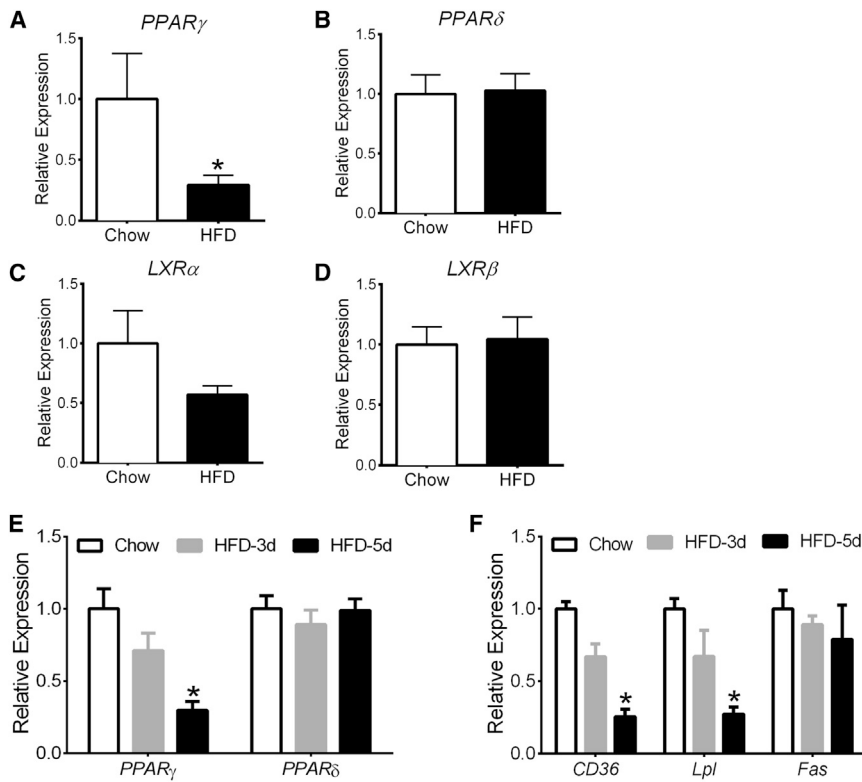 A
PPARγ
Relative Expression
1.5
1.0
0.5
0.0
*
Chow
HFD
B
PPARδ
Relative Expression
1.5
1.0
0.5
0.0
Chow
HFD
C
LXRα
Relative Expression
1.5
1.0
0.5
0.0
Chow
HFD
D
LXRβ
Relative Expression
1.5
1.0
0.5
0.0
Chow
HFD
E
Chow
HFD-3d
HFD-5d
Relative Expression
1.5
1.0
0.5
0.0
*
PPARγ
PPARδ
F
Chow
HFD-3d
HFD-5d
Relative Expression
1.5
1.0
0.5
0.0
*
*
CD36
Lpl
Fas